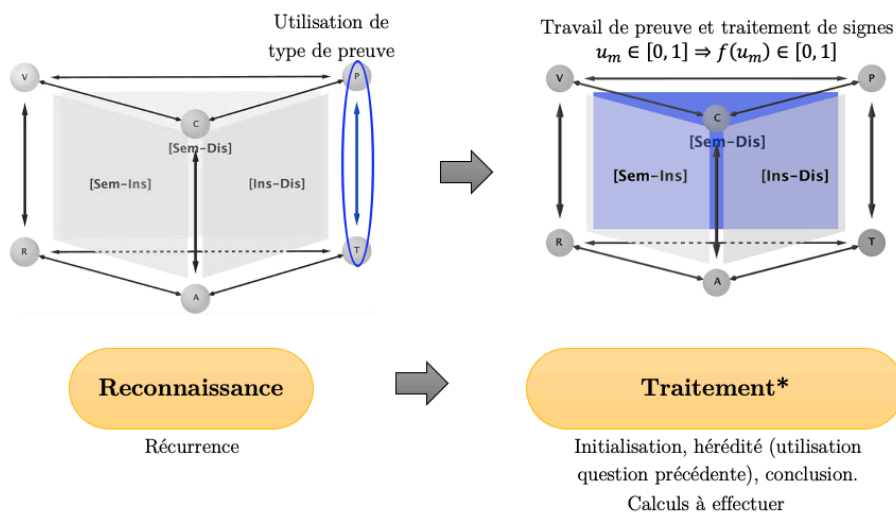 Utilisation de
type de preuve
V
P
C
[Sem-Dis]
[Sem-Ins]
[Ins-Dis]
R
T
A
Travail de preuve et traitement de signes
u_m ∈ [0, 1] ⇒ f(u_m) ∈ [0, 1]
V
P
C
[Sem-Dis]
[Sem-Ins]
[Ins-Dis]
R
T
A
Reconnaissance
Récurrence
Traitement*
Initialisation, hérédité (utilisation
question précédente), conclusion.
Calculs à effectuer